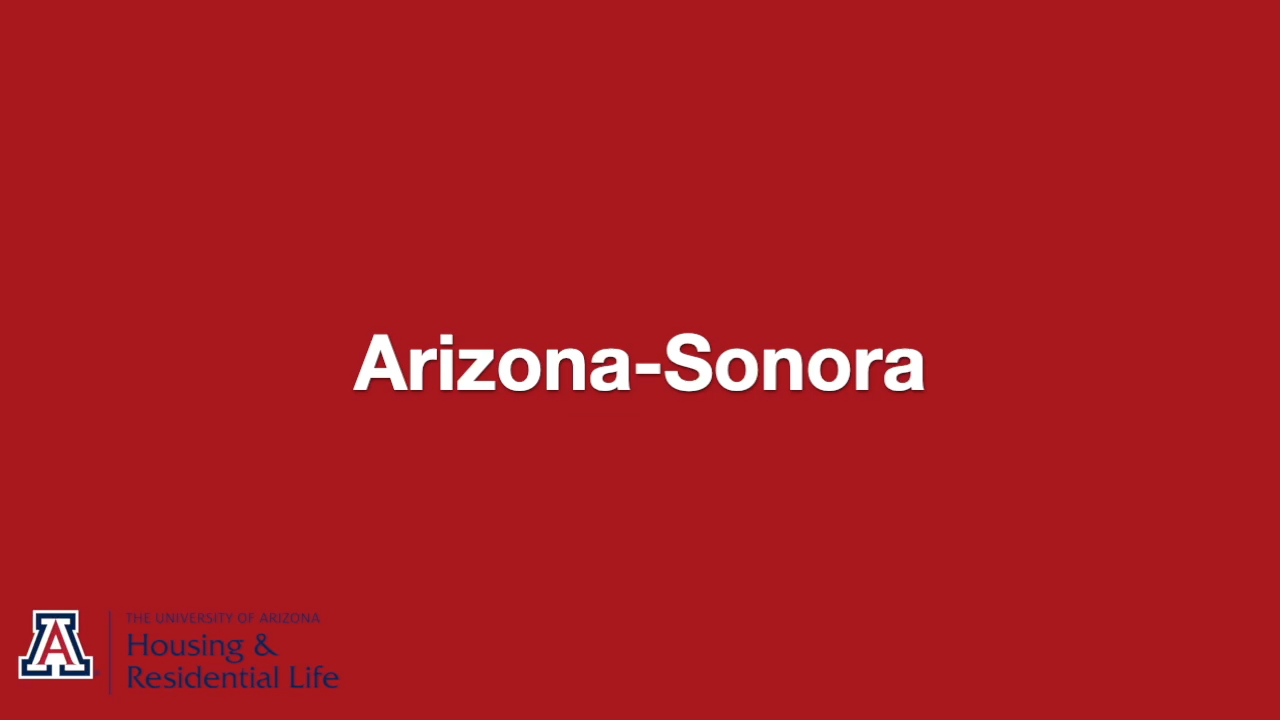 Arizona-Sonora
A
THE UNIVERSITY OF ARIZONA
Housing &
Residential Life